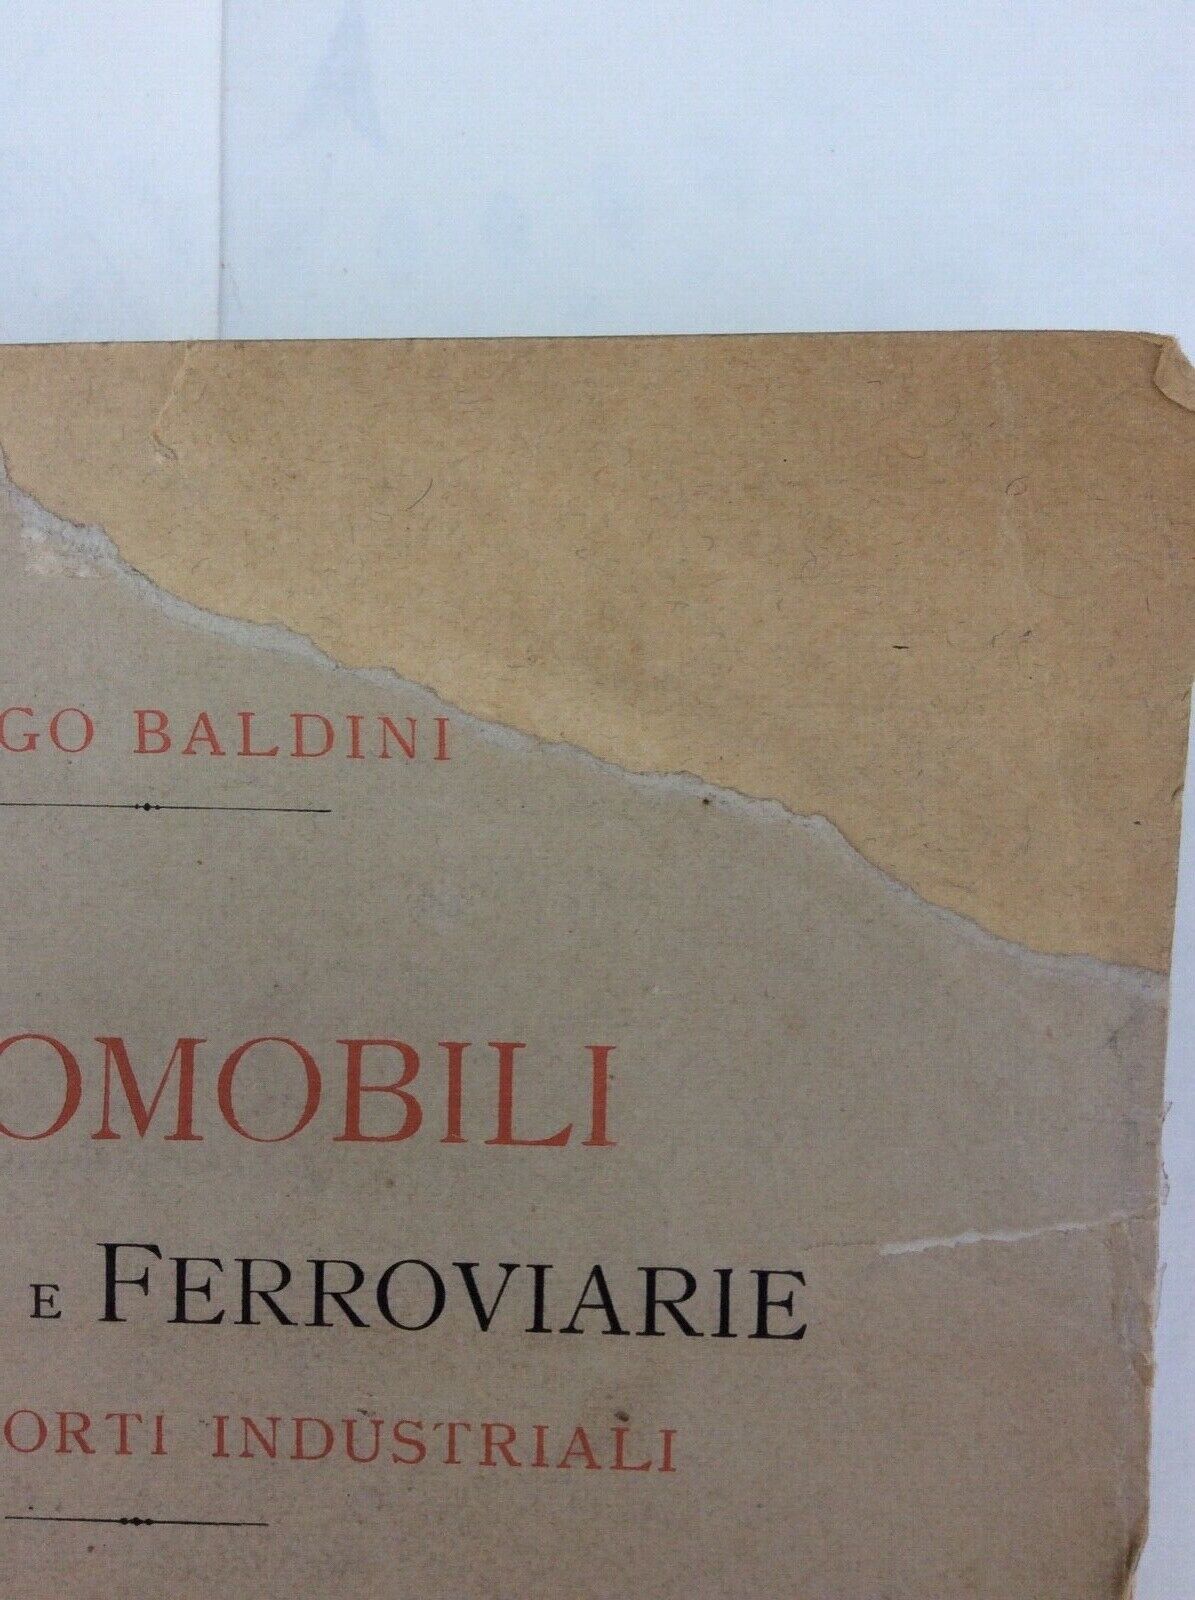 GO BALDINI
OMOBILI
E FERROVIARIE
ORTI INDUSTRIALI